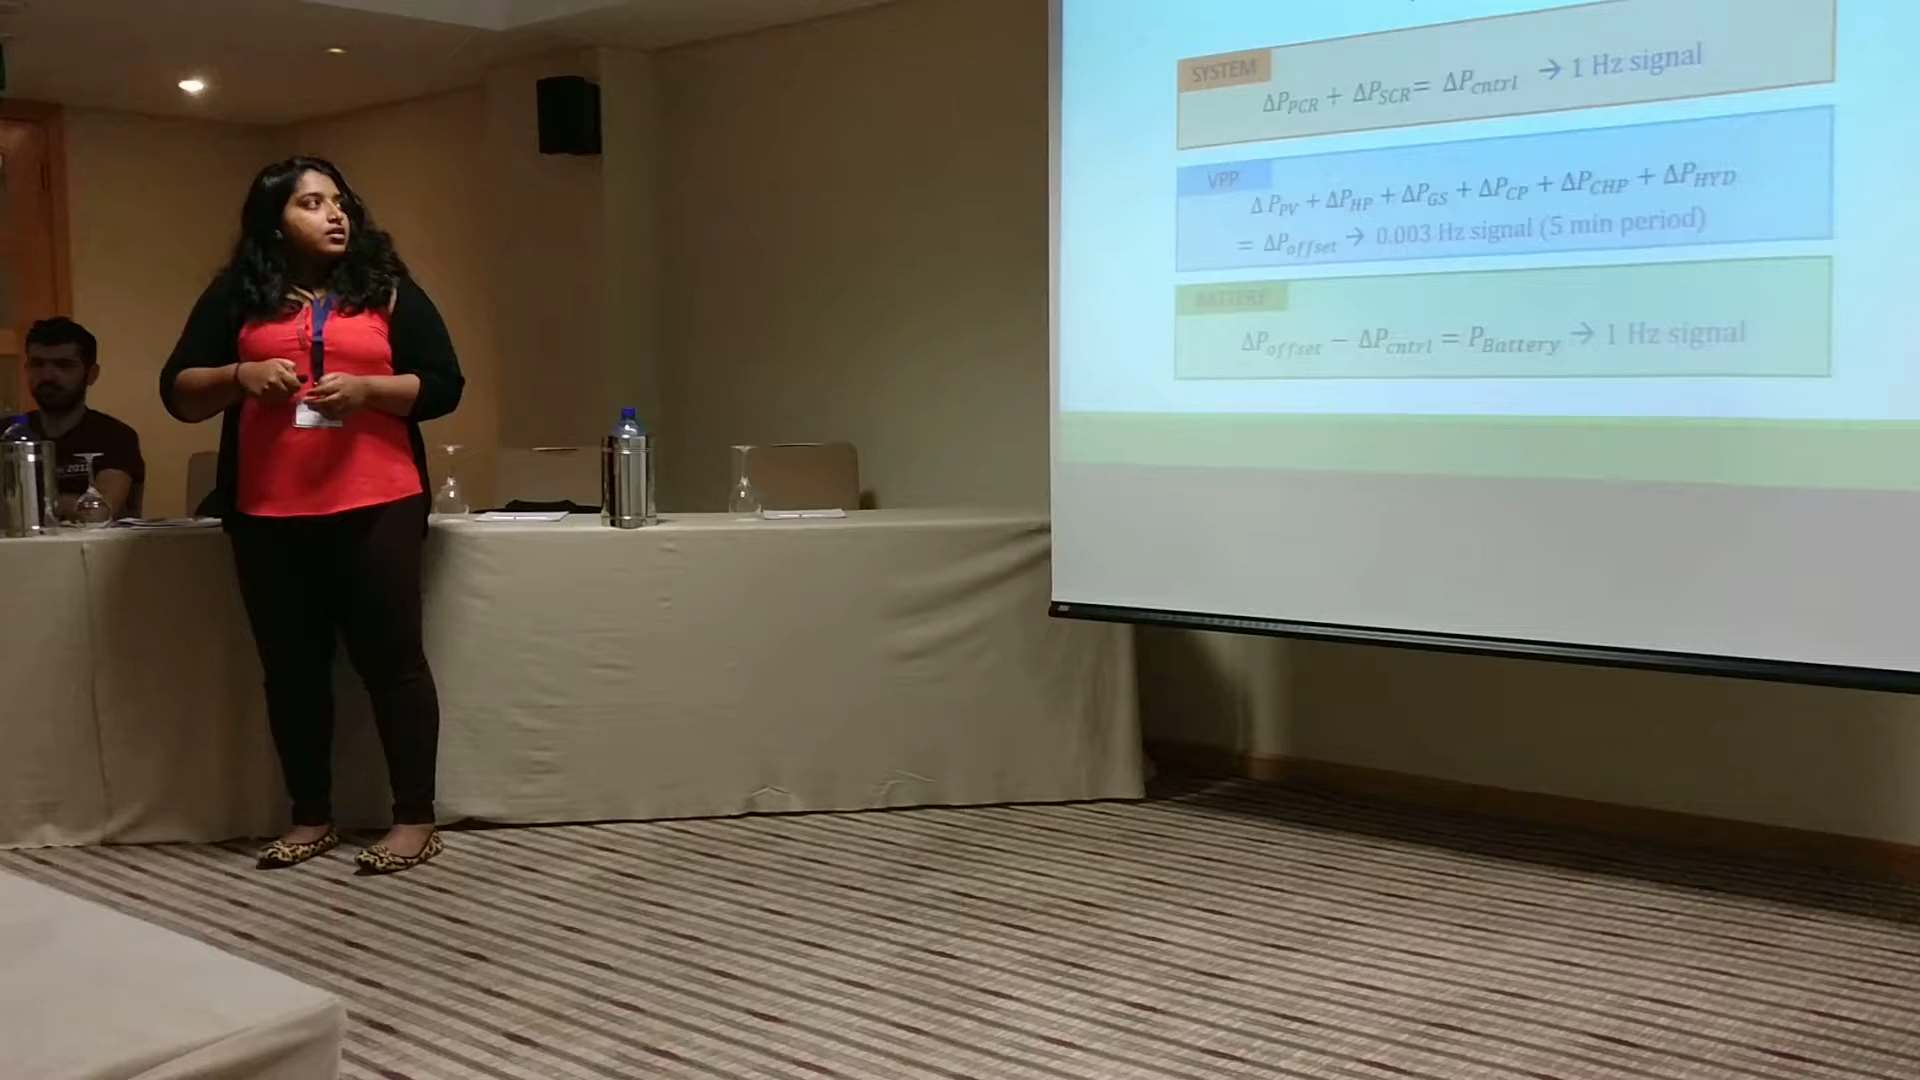 SYSTEM
ΔP_PCR + ΔP_SCR = ΔP_cntrl → 1 Hz signal
VPP
Δ P_PV + ΔP_HP + ΔP_GS + ΔP_CP + ΔP_CHP + ΔP_HYD
= ΔP_offset → 0.003 Hz signal (5 min period)
BATTERY
ΔP_offset − ΔP_cntrl = P_Battery → 1 Hz signal